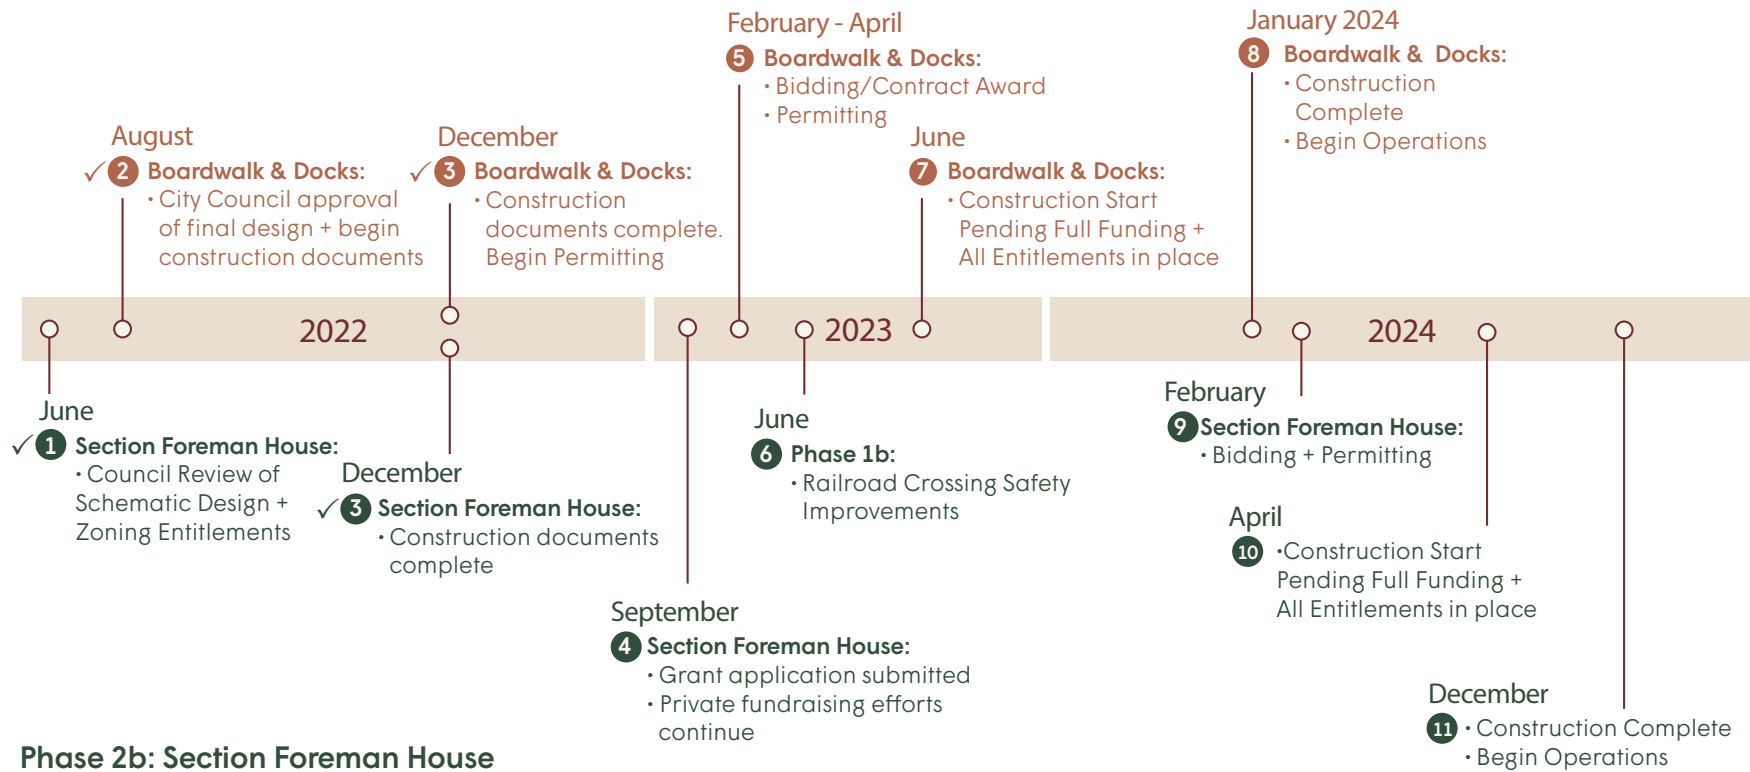 February - April
5 Boardwalk & Docks:
• Bidding/Contract Award
• Permitting
January 2024
8 Boardwalk & Docks:
• Construction
Complete
• Begin Operations
August
✓ 2 Boardwalk & Docks:
• City Council approval
of final design + begin
construction documents
December
✓ 3 Boardwalk & Docks:
• Construction
documents complete.
Begin Permitting
June
7 Boardwalk & Docks:
• Construction Start
Pending Full Funding +
All Entitlements in place
2022
2023
2024
June
✓ 1 Section Foreman House:
• Council Review of
Schematic Design +
Zoning Entitlements
December
✓ 3 Section Foreman House:
• Construction documents
complete
September
4 Section Foreman House:
• Grant application submitted
• Private fundraising efforts
continue
June
6 Phase 1b:
• Railroad Crossing Safety
Improvements
February
9 Section Foreman House:
• Bidding + Permitting
April
10 •Construction Start
Pending Full Funding +
All Entitlements in place
December
11 • Construction Complete
• Begin Operations
Phase 2b: Section Foreman House